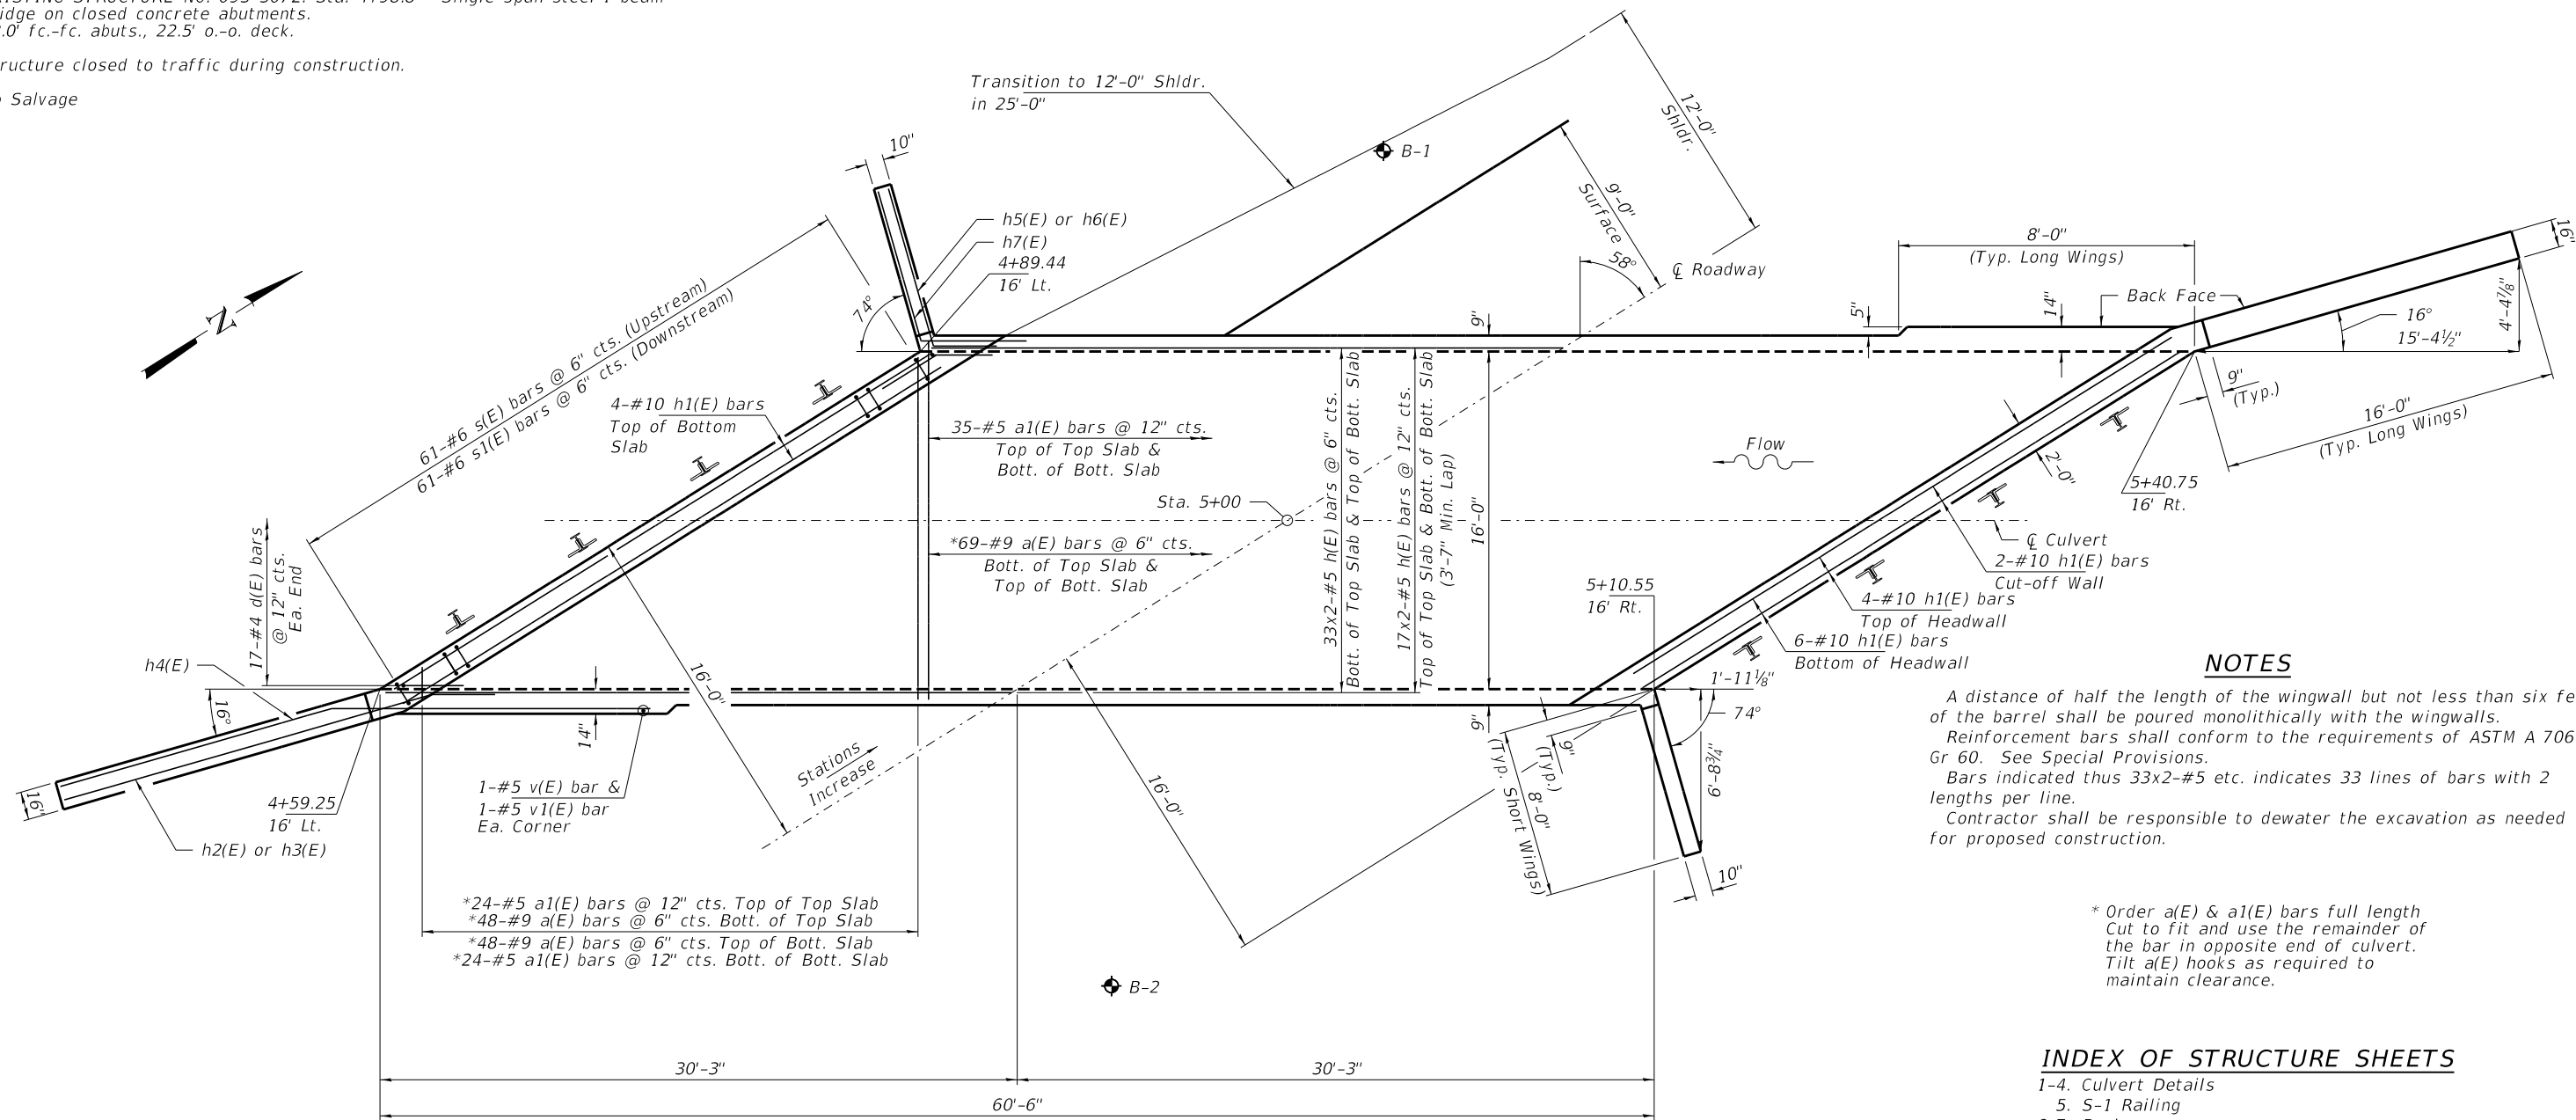 EXISTING STRUCTURE No. 093-3072: Sta.
Single span steel I-beam
on closed concrete abutments.
fc.-fc. abuts., 22.5' o.-o. deck.
closed to traffic during construction.
Salvage
Transition to 12'-0" Shldr.
in 25'-0"
12'-0"
Shldr.
B-1
10"
9'-0"
Surface
58°
℄ Roadway
h5(E) or h6(E)
h7(E)
4+89.44
16' Lt.
74°
N
61-#6 s(E) bars @ 6" cts. (Upstream)
61-#6 s1(E) bars @ 6" cts. (Downstream)
4-#10 h1(E) bars
Top of Bottom
Slab
35-#5 a1(E) bars @ 12" cts.
Top of Top Slab &
Bott. of Bott. Slab
*69-#9 a(E) bars @ 6" cts.
Bott. of Top Slab &
Top of Bott. Slab
Sta. 5+00
33x2-#5 h(E) bars @ 6" cts.
Bott. of Top Slab & Top of Bott. Slab
17x2-#5 h(E) bars @ 12" cts.
Top of Top Slab & Bott. of Bott. Slab
(3'-7" Min. Lap)
9"
16'-0"
9"
Flow
8'-0"
(Typ. Long Wings)
5"
14"
Back Face
16"
16°
4'-4⅞"
15'-4½"
9"
(Typ.)
16'-0"
(Typ. Long Wings)
2'-0"
5+40.75
16' Rt.
℄ Culvert
2-#10 h1(E) bars
Cut-off Wall
4-#10 h1(E) bars
Top of Headwall
6-#10 h1(E) bars
Bottom of Headwall
5+10.55
16' Rt.
1'-11⅛"
74°
6'-8¾"
9"
(Typ.)
8'-0"
(Typ. Short Wings)
10"
17-#4 d(E) bars
@ 12" cts.
Ea. End
h4(E)
16°
16"
4+59.25
16' Lt.
h2(E) or h3(E)
14"
1-#5 v(E) bar &
1-#5 v1(E) bar
Ea. Corner
16'-0"
Stations
Increase
16'-0"
*24-#5 a1(E) bars @ 12" cts. Top of Top Slab
*48-#9 a(E) bars @ 6" cts. Bott. of Top Slab
*48-#9 a(E) bars @ 6" cts. Top of Bott. Slab
*24-#5 a1(E) bars @ 12" cts. Bott. of Bott. Slab
B-2
30'-3"
30'-3"
60'-6"
NOTES
A distance of half the length of the wingwall but not less than six fe
of the barrel shall be poured monolithically with the wingwalls.
Reinforcement bars shall conform to the requirements of ASTM A 706
Gr 60. See Special Provisions.
Bars indicated thus 33x2-#5 etc. indicates 33 lines of bars with 2
lengths per line.
Contractor shall be responsible to dewater the excavation as needed
for proposed construction.
* Order a(E) & a1(E) bars full length
Cut to fit and use the remainder of
the bar in opposite end of culvert.
Tilt a(E) hooks as required to
maintain clearance.
INDEX OF STRUCTURE SHEETS
1-4. Culvert Details
5. S-1 Railing